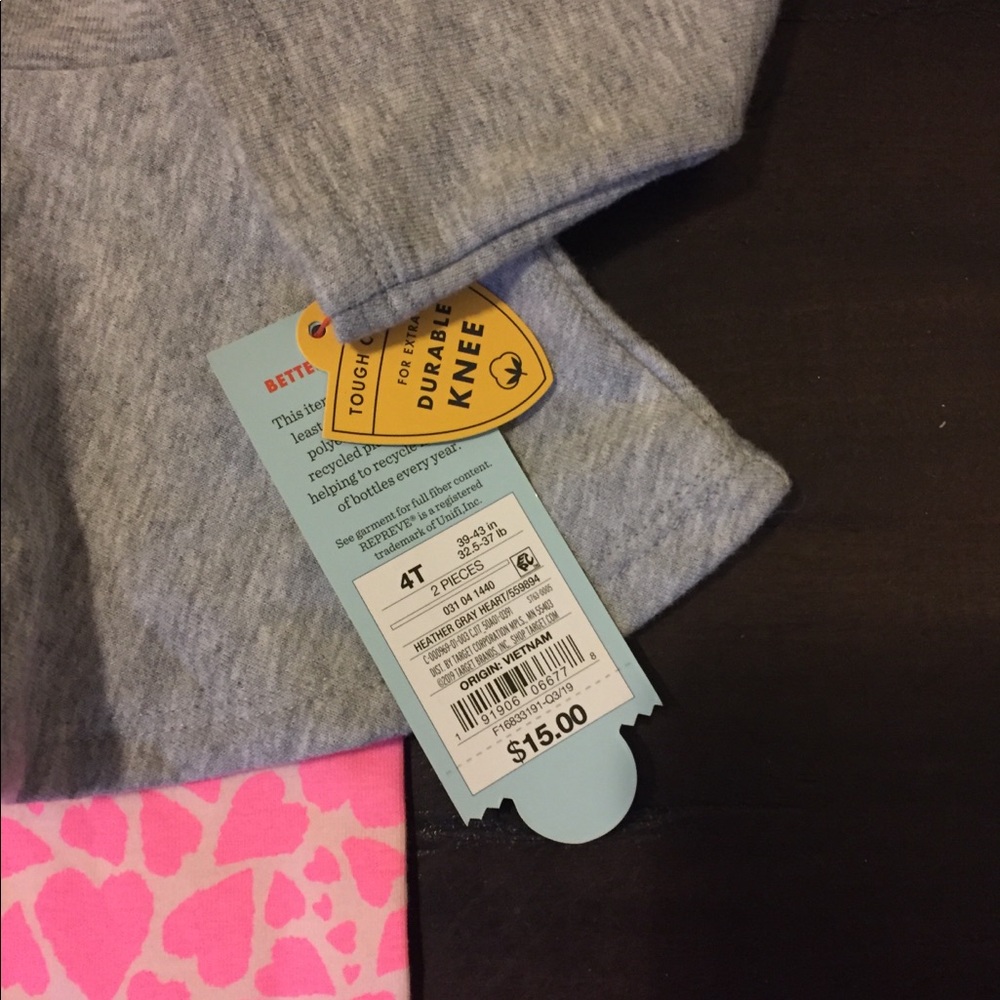 TOUGH
FOR EXTRA
DURABLE
KNEE
BETTE
This
least
recycled
helping to recycle
of bottles every year.
See garment for full fiber content.
REPREVE® is a registered
trademark of Unifi,Inc.
4T
39-43 in
32.5-37 lb
2 PIECES
031 04 1440
HEATHER GRAY HEART/559894
DIST. BY TARGET CORPORATION MPLS, MN 55403
©2019 TARGET BRANDS, INC. SHOP TARGET.COM
ORIGIN: VIETNAM
1 91906 06677 8
F16833191-Q3/19
$15.00